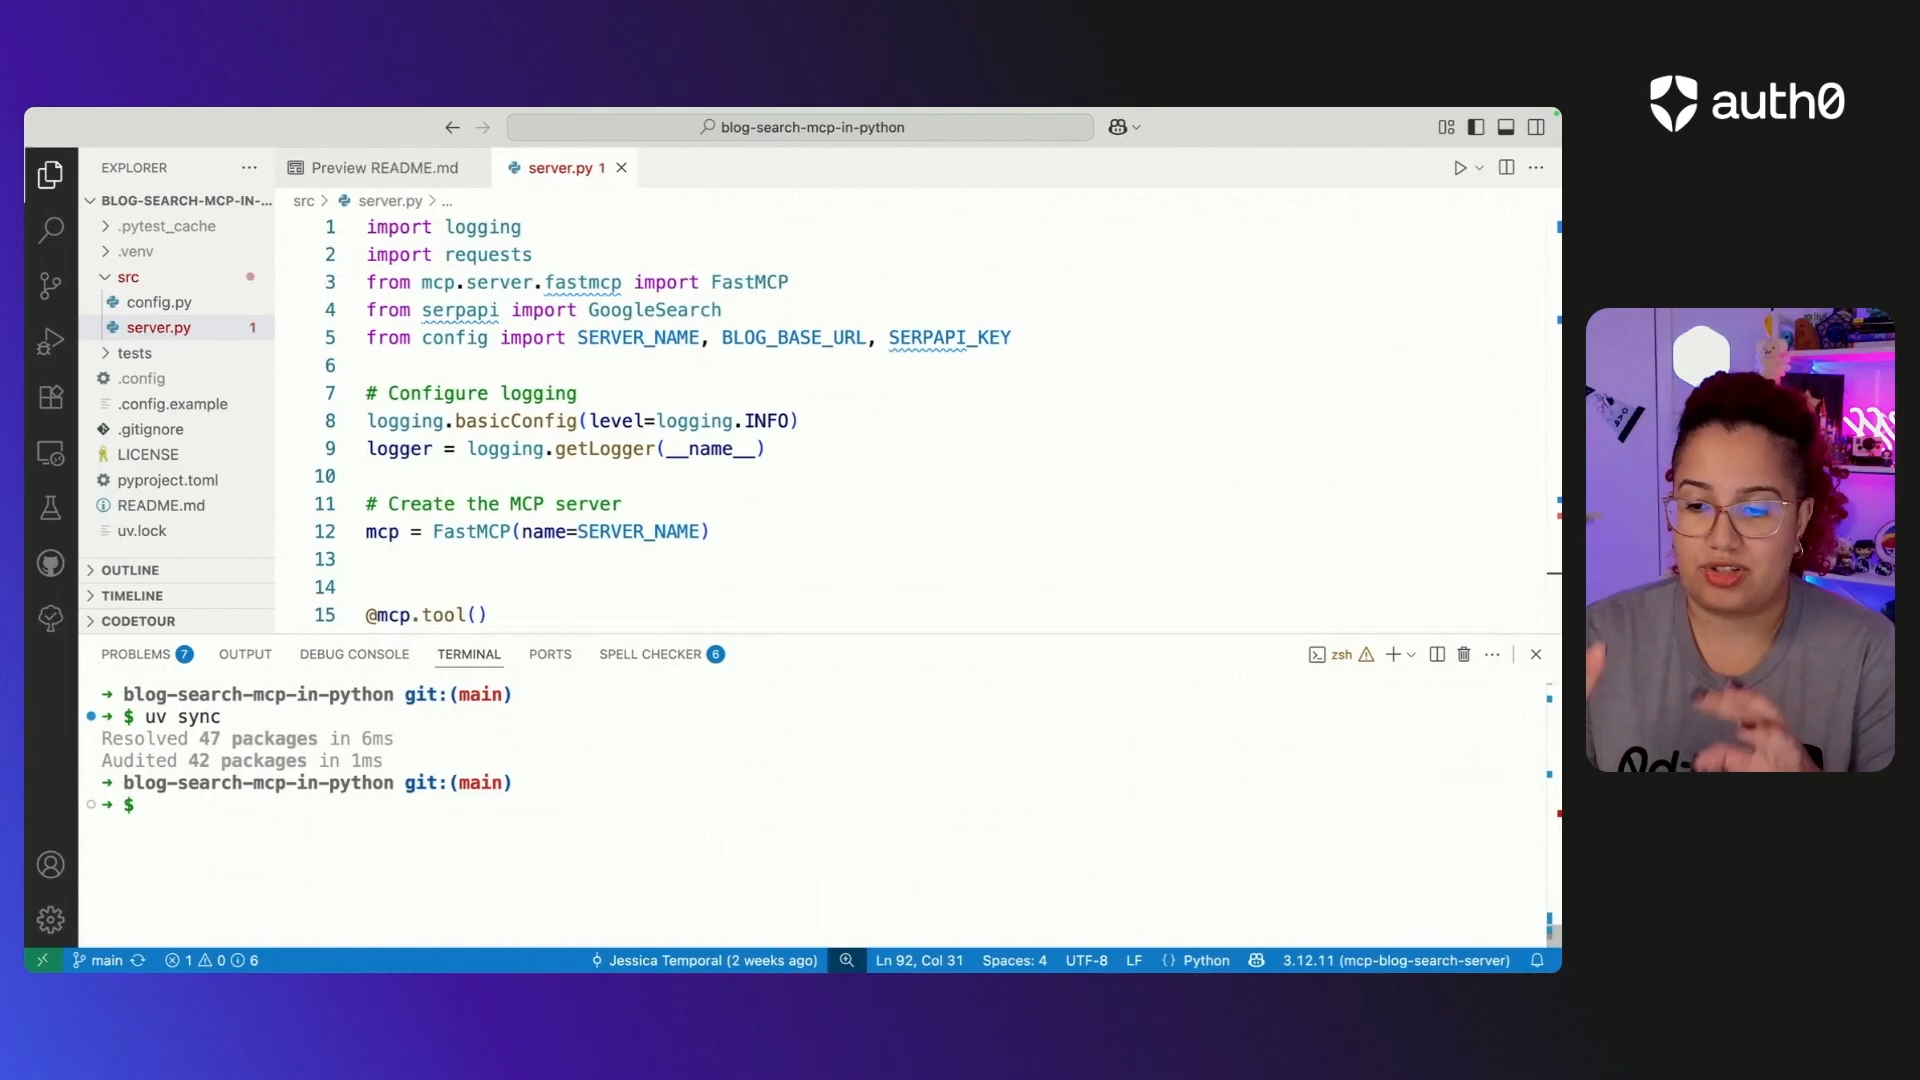 auth0
blog-search-mcp-in-python
EXPLORER
Preview README.md
server.py 1
BLOG-SEARCH-MCP-IN-...
src
server.py
...
.pytest_cache
.venv
src
config.py
server.py 1
tests
.config
.config.example
.gitignore
LICENSE
pyproject.toml
README.md
uv.lock
OUTLINE
TIMELINE
CODETOUR
1 import logging
2 import requests
3 from mcp.server.fastmcp import FastMCP
4 from serpapi import GoogleSearch
5 from config import SERVER_NAME, BLOG_BASE_URL, SERPAPI_KEY
6
7 # Configure logging
8 logging.basicConfig(level=logging.INFO)
9 logger = logging.getLogger(__name__)
10
11 # Create the MCP server
12 mcp = FastMCP(name=SERVER_NAME)
13
14
15 @mcp.tool()
PROBLEMS 7 OUTPUT DEBUG CONSOLE TERMINAL PORTS SPELL CHECKER 6 zsh
→ blog-search-mcp-in-python git:(main)
→ $ uv sync
Resolved 47 packages in 6ms
Audited 42 packages in 1ms
→ blog-search-mcp-in-python git:(main)
→ $
main 1 0 6 Jessica Temporal (2 weeks ago) Ln 92, Col 31 Spaces: 4 UTF-8 LF {} Python 3.12.11 (mcp-blog-search-server)